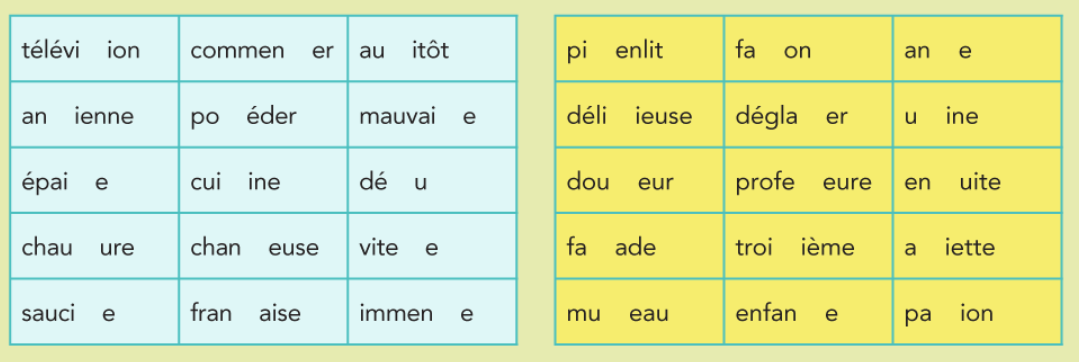 télévi ion commen er au itôt
an ienne po éder mauvai e
épai e cui ine dé u
chau ure chan euse vite e
sauci e fran aise immen e
pi enlit fa on an e
déli ieuse dégla er u ine
dou eur profe eure en uite
fa ade troi ième a iette
mu eau enfan e pa ion